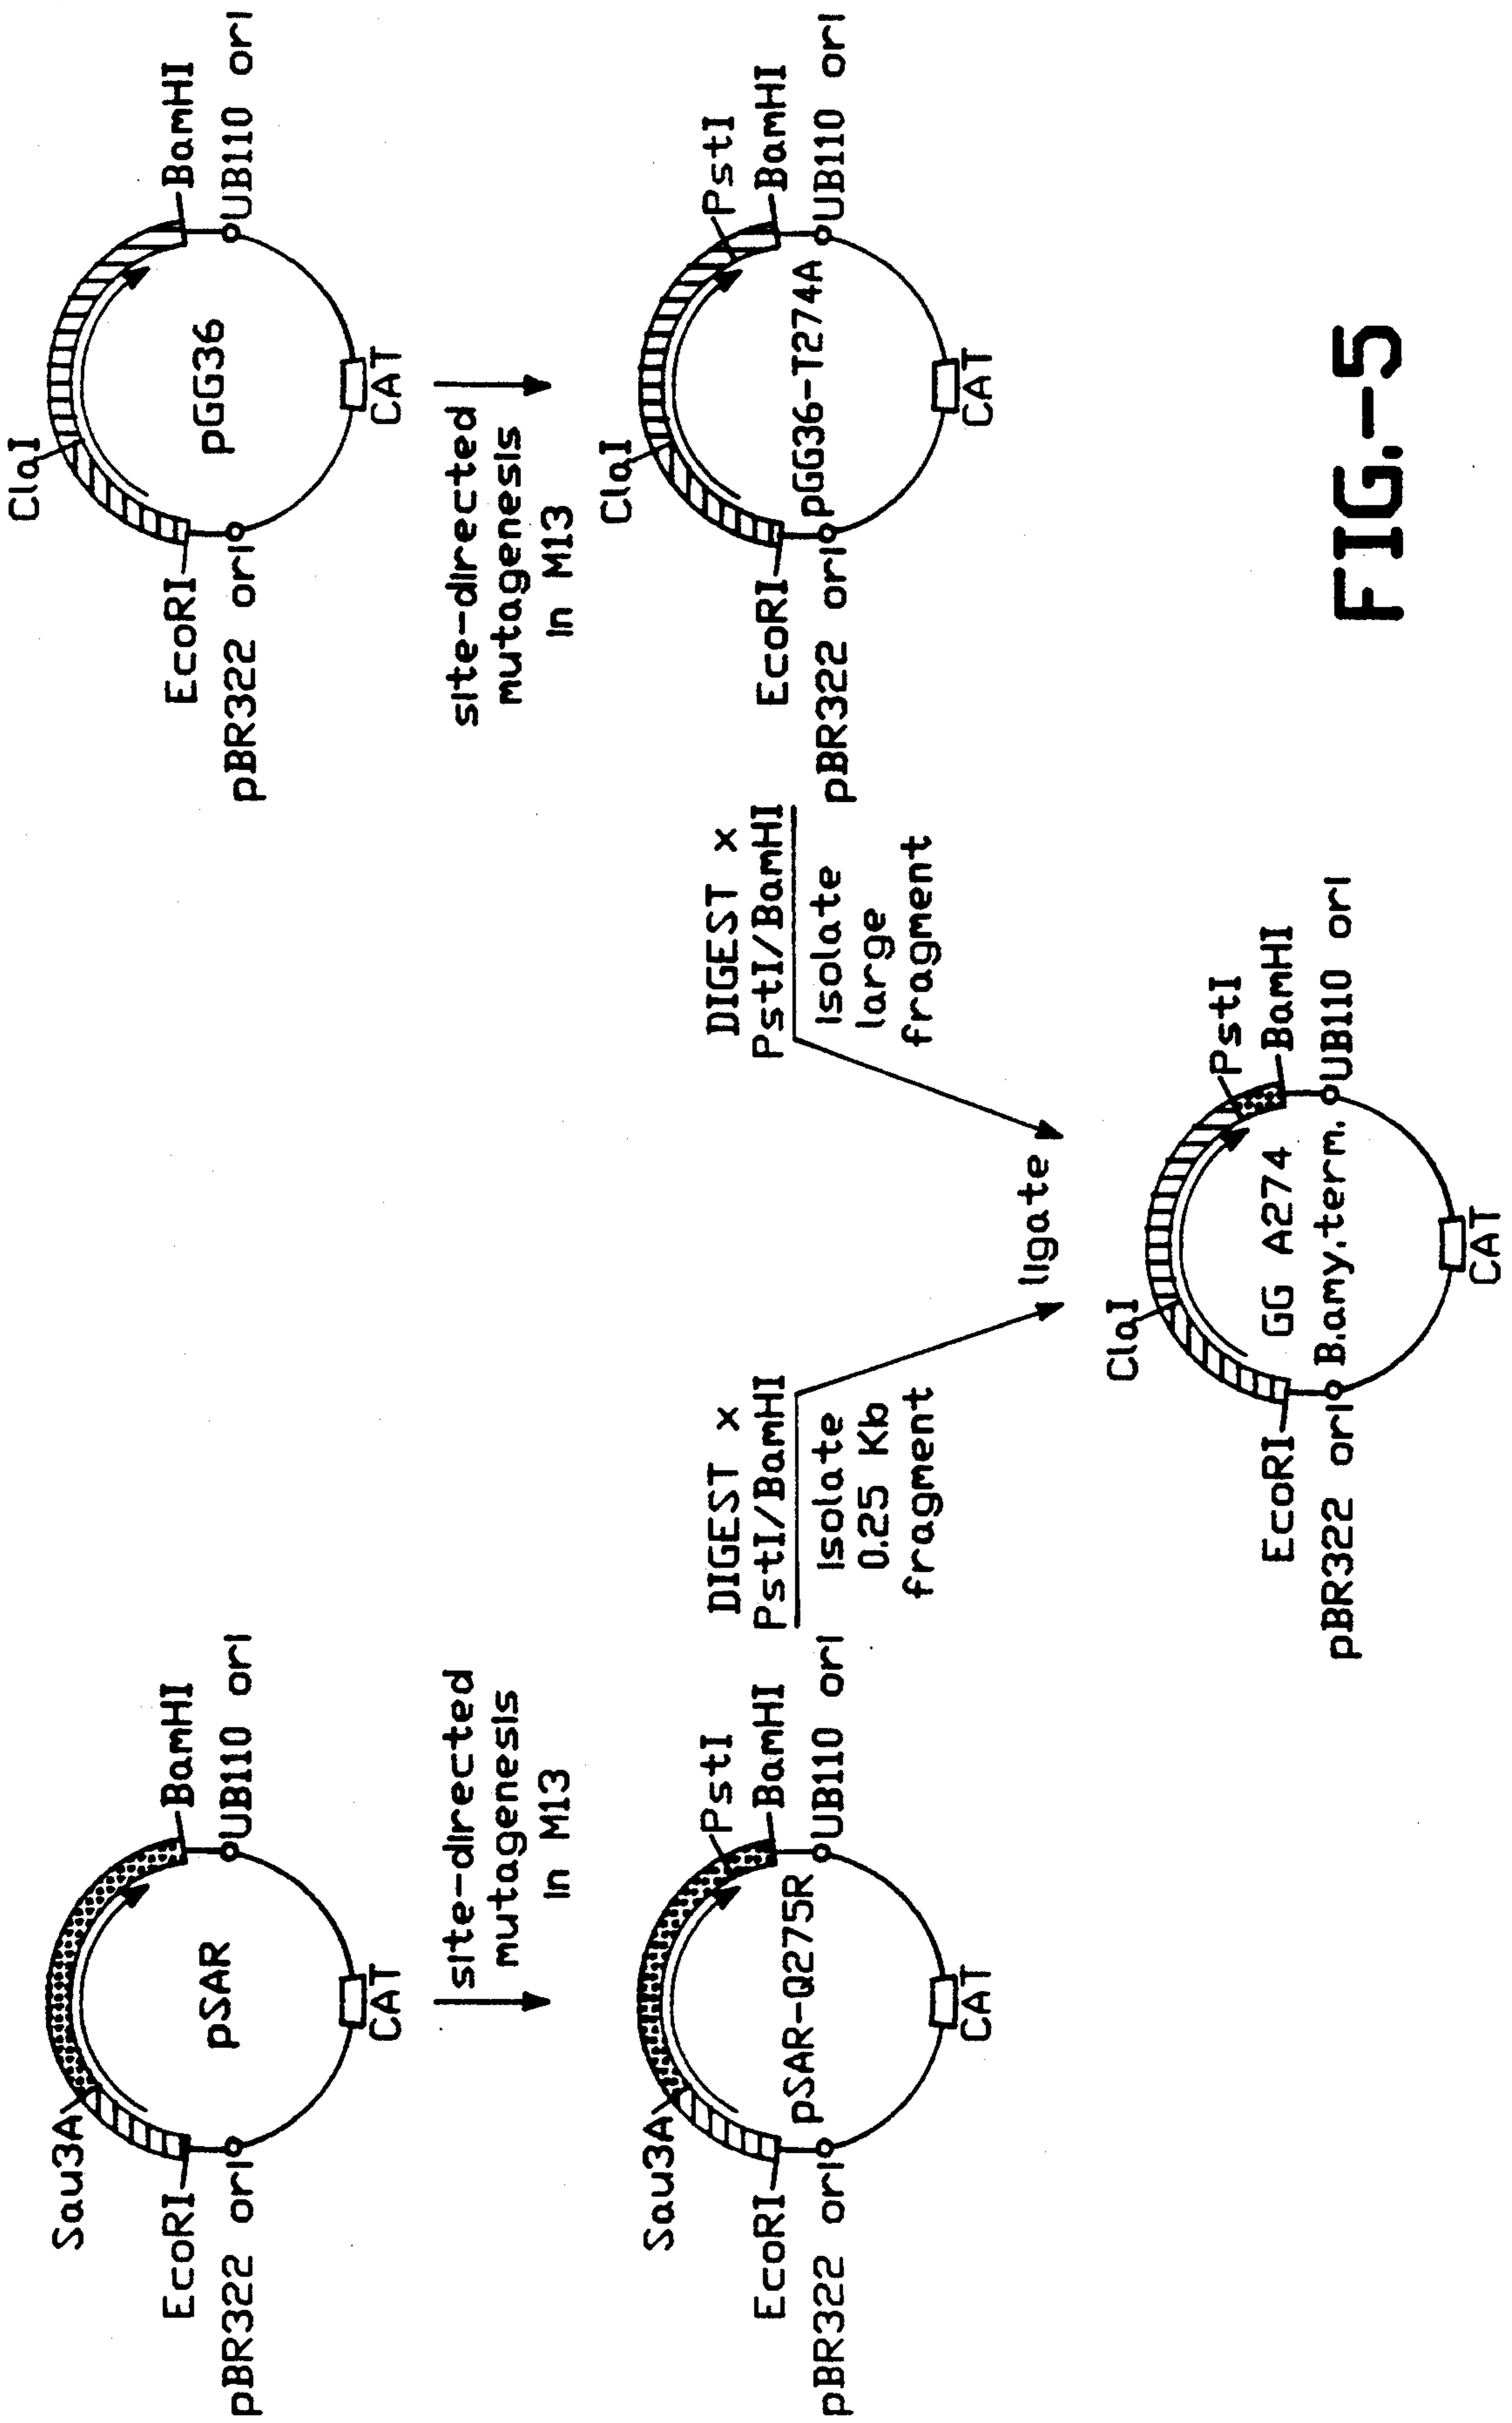 Sau3A
EcoRI
pBR322 ori
pSAR
BamHI
UB110 ori
CAT
site-directed
mutagenesis
in M13
ClaI
EcoRI
pBR322 ori
pGG36
BamHI
UB110 ori
CAT
site-directed
mutagenesis
in M13
Sau3A
EcoRI
pBR322 ori
pSAR-Q275R
PstI
BamHI
UB110 ori
CAT
DIGEST x
PstI/BamHI
isolate
0.25 Kb
fragment
DIGEST x
PstI/BamHI
isolate
large
fragment
ClaI
EcoRI
pBR322 ori
pGG36-T274A
PstI
BamHI
UB110 ori
CAT
ligate
ClaI
EcoRI
pBR322 ori
GG A274
B.amy.term.
PstI
BamHI
UB110 ori
CAT
FIG.-5